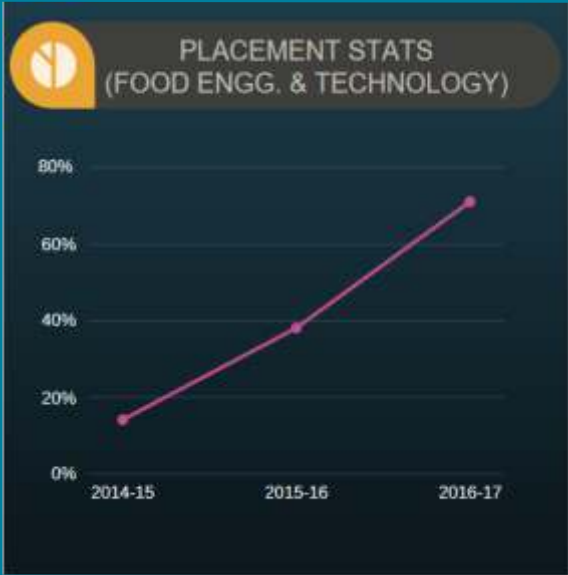 PLACEMENT STATS
(FOOD ENGG. & TECHNOLOGY)
80%
60%
40%
20%
0%
2014-15 2015-16 2016-17